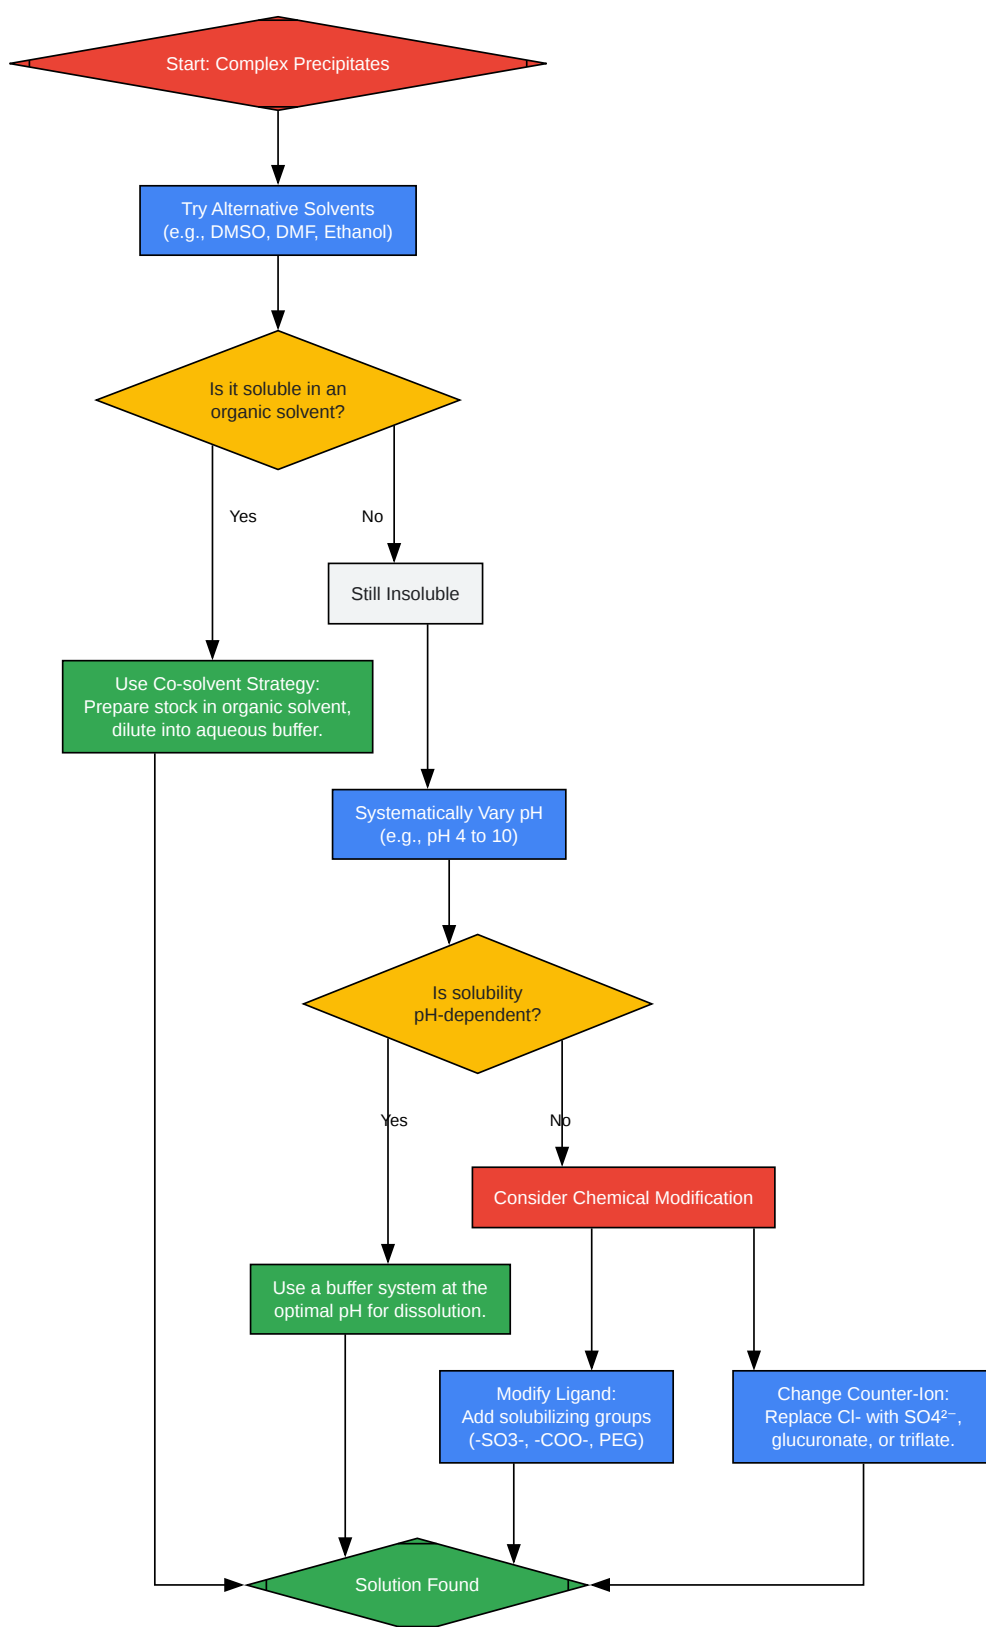 Start: Complex Precipitates
Try Alternative Solvents
(e.g., DMSO, DMF, Ethanol)
Is it soluble in an
organic solvent?
Yes
No
Still Insoluble
Use Co-solvent Strategy:
Prepare stock in organic solvent,
dilute into aqueous buffer.
Systematically Vary pH
(e.g., pH 4 to 10)
Is solubility
pH-dependent?
Yes
No
Consider Chemical Modification
Use a buffer system at the
optimal pH for dissolution.
Modify Ligand:
Add solubilizing groups
(-SO3-, -COO-, PEG)
Change Counter-Ion:
Replace Cl- with SO4²⁻,
glucuronate, or triflate.
Solution Found